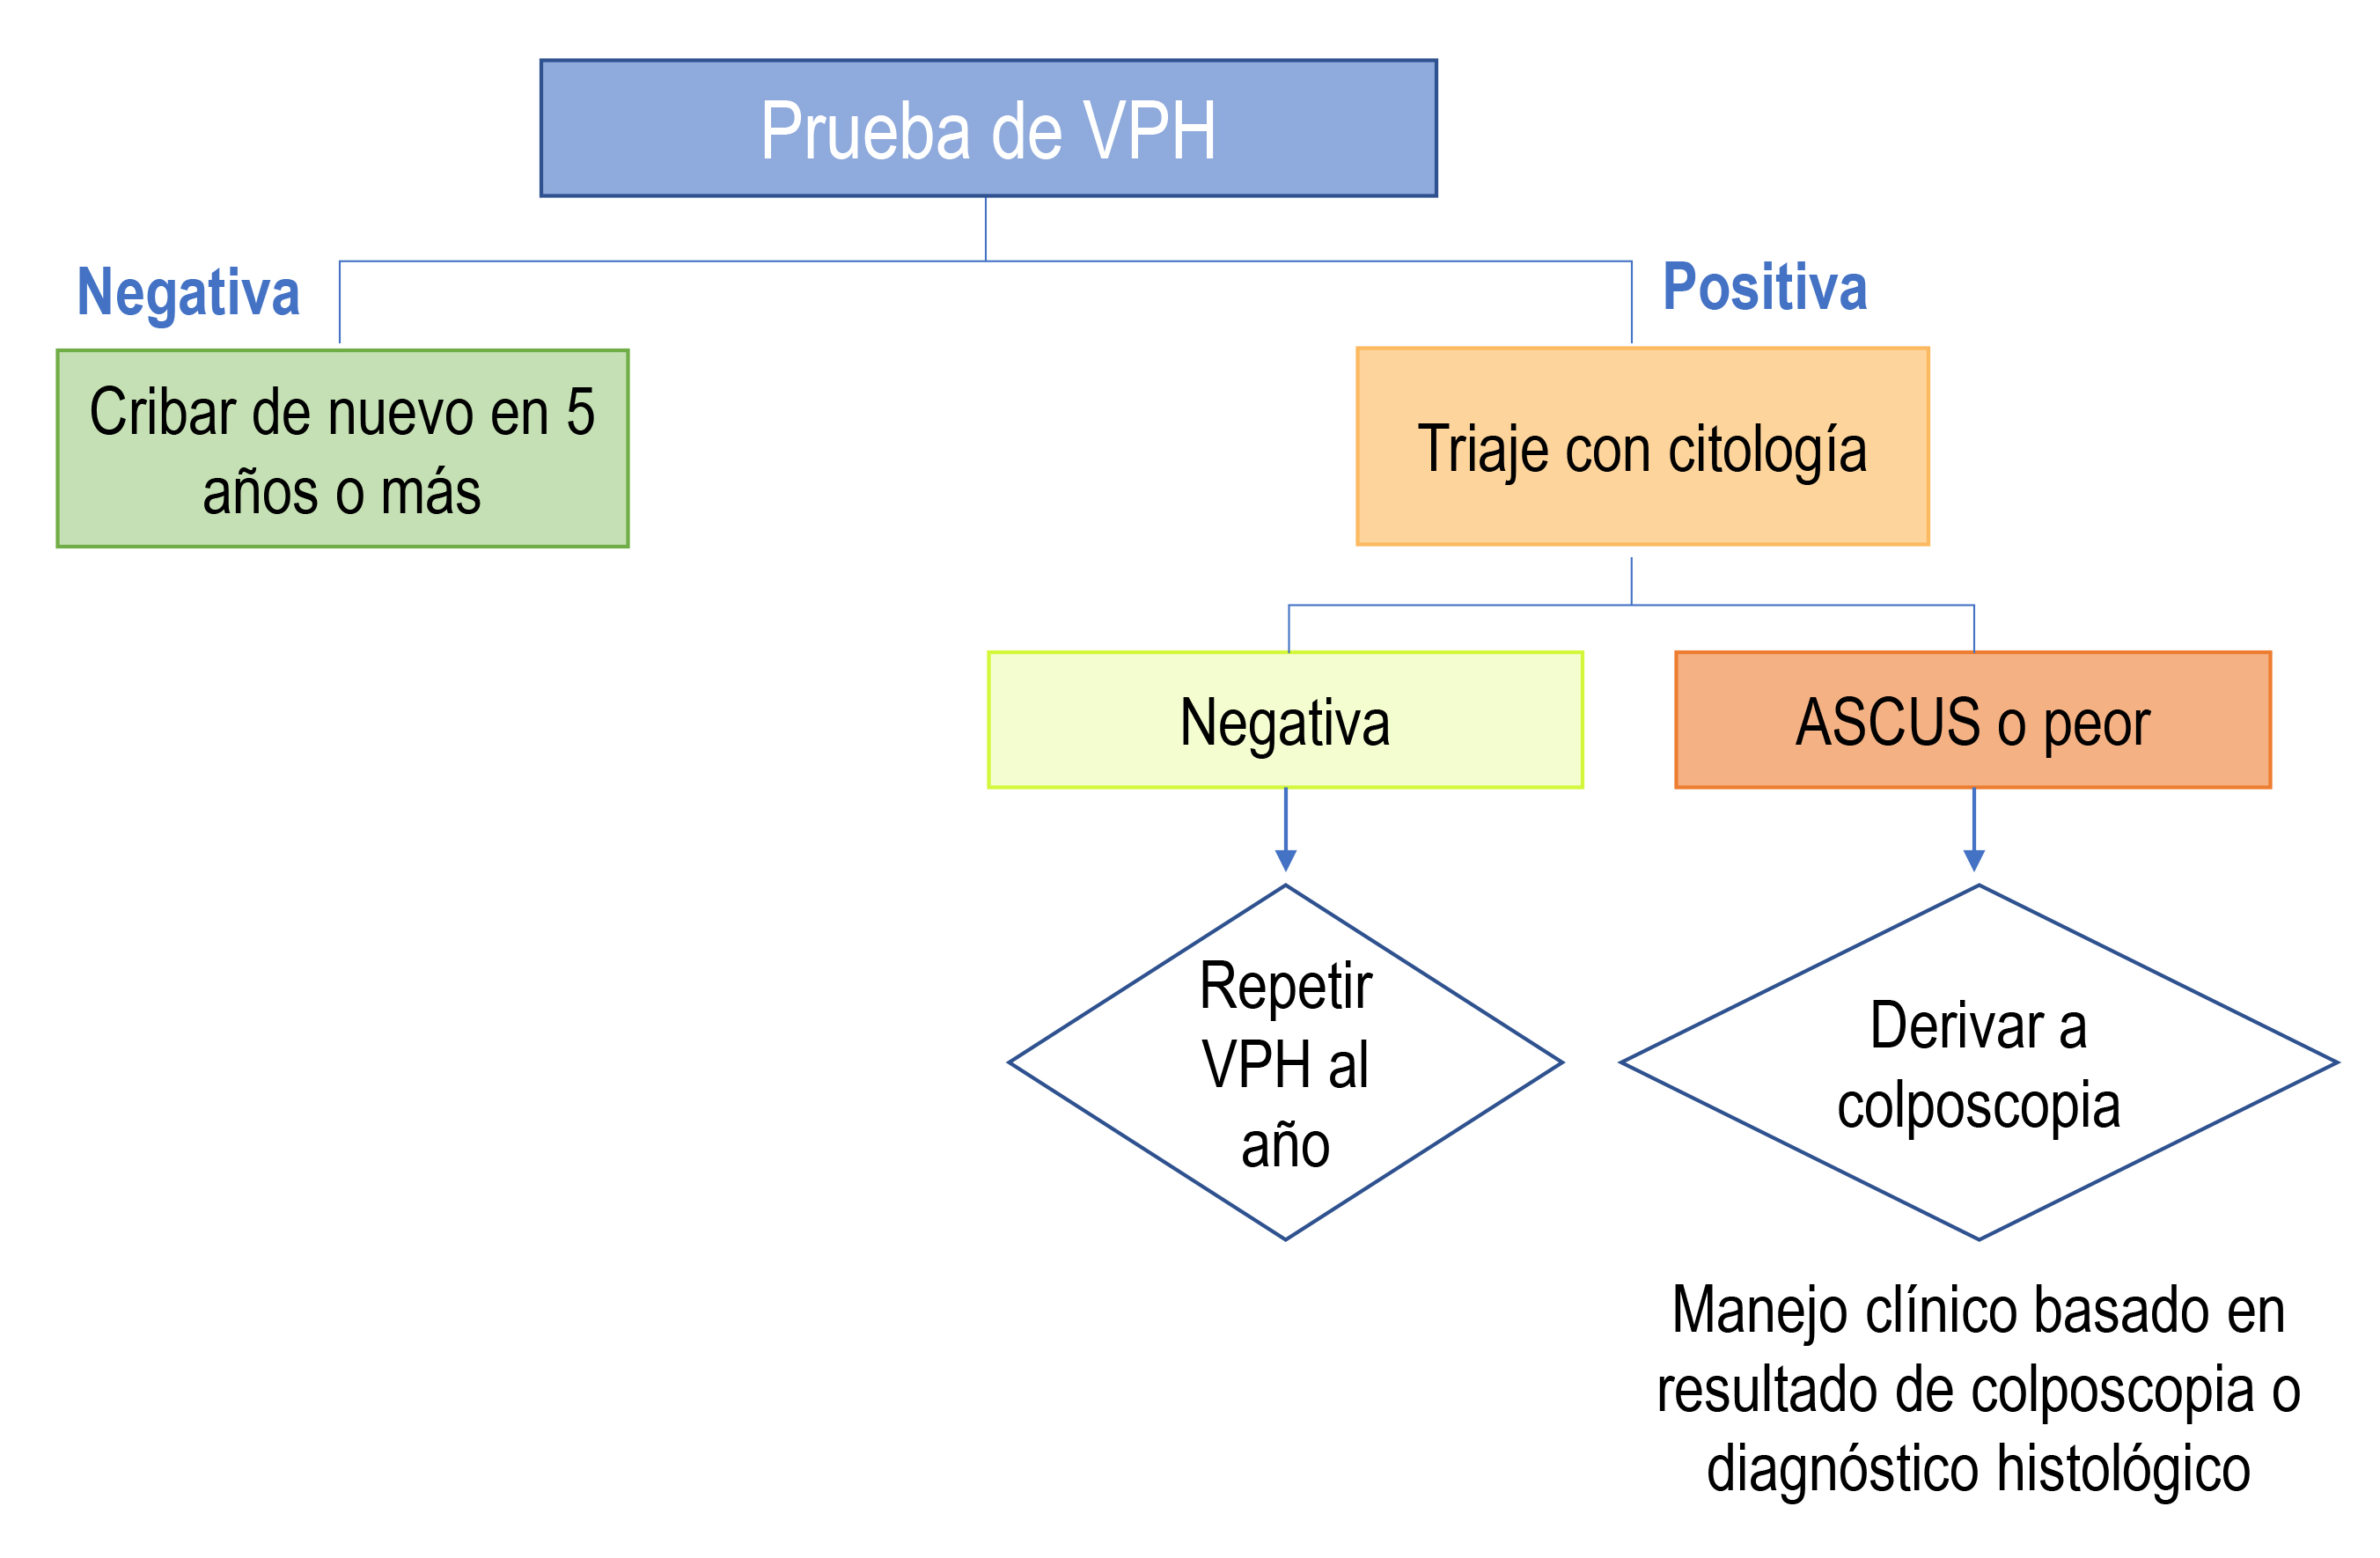 Prueba de VPH
Negativa
Positiva
Cribar de nuevo en 5
años o más
Triaje con citología
Negativa
ASCUS o peor
Repetir
VPH al
año
Derivar a
colposcopia
Manejo clínico basado en
resultado de colposcopia o
diagnóstico histológico